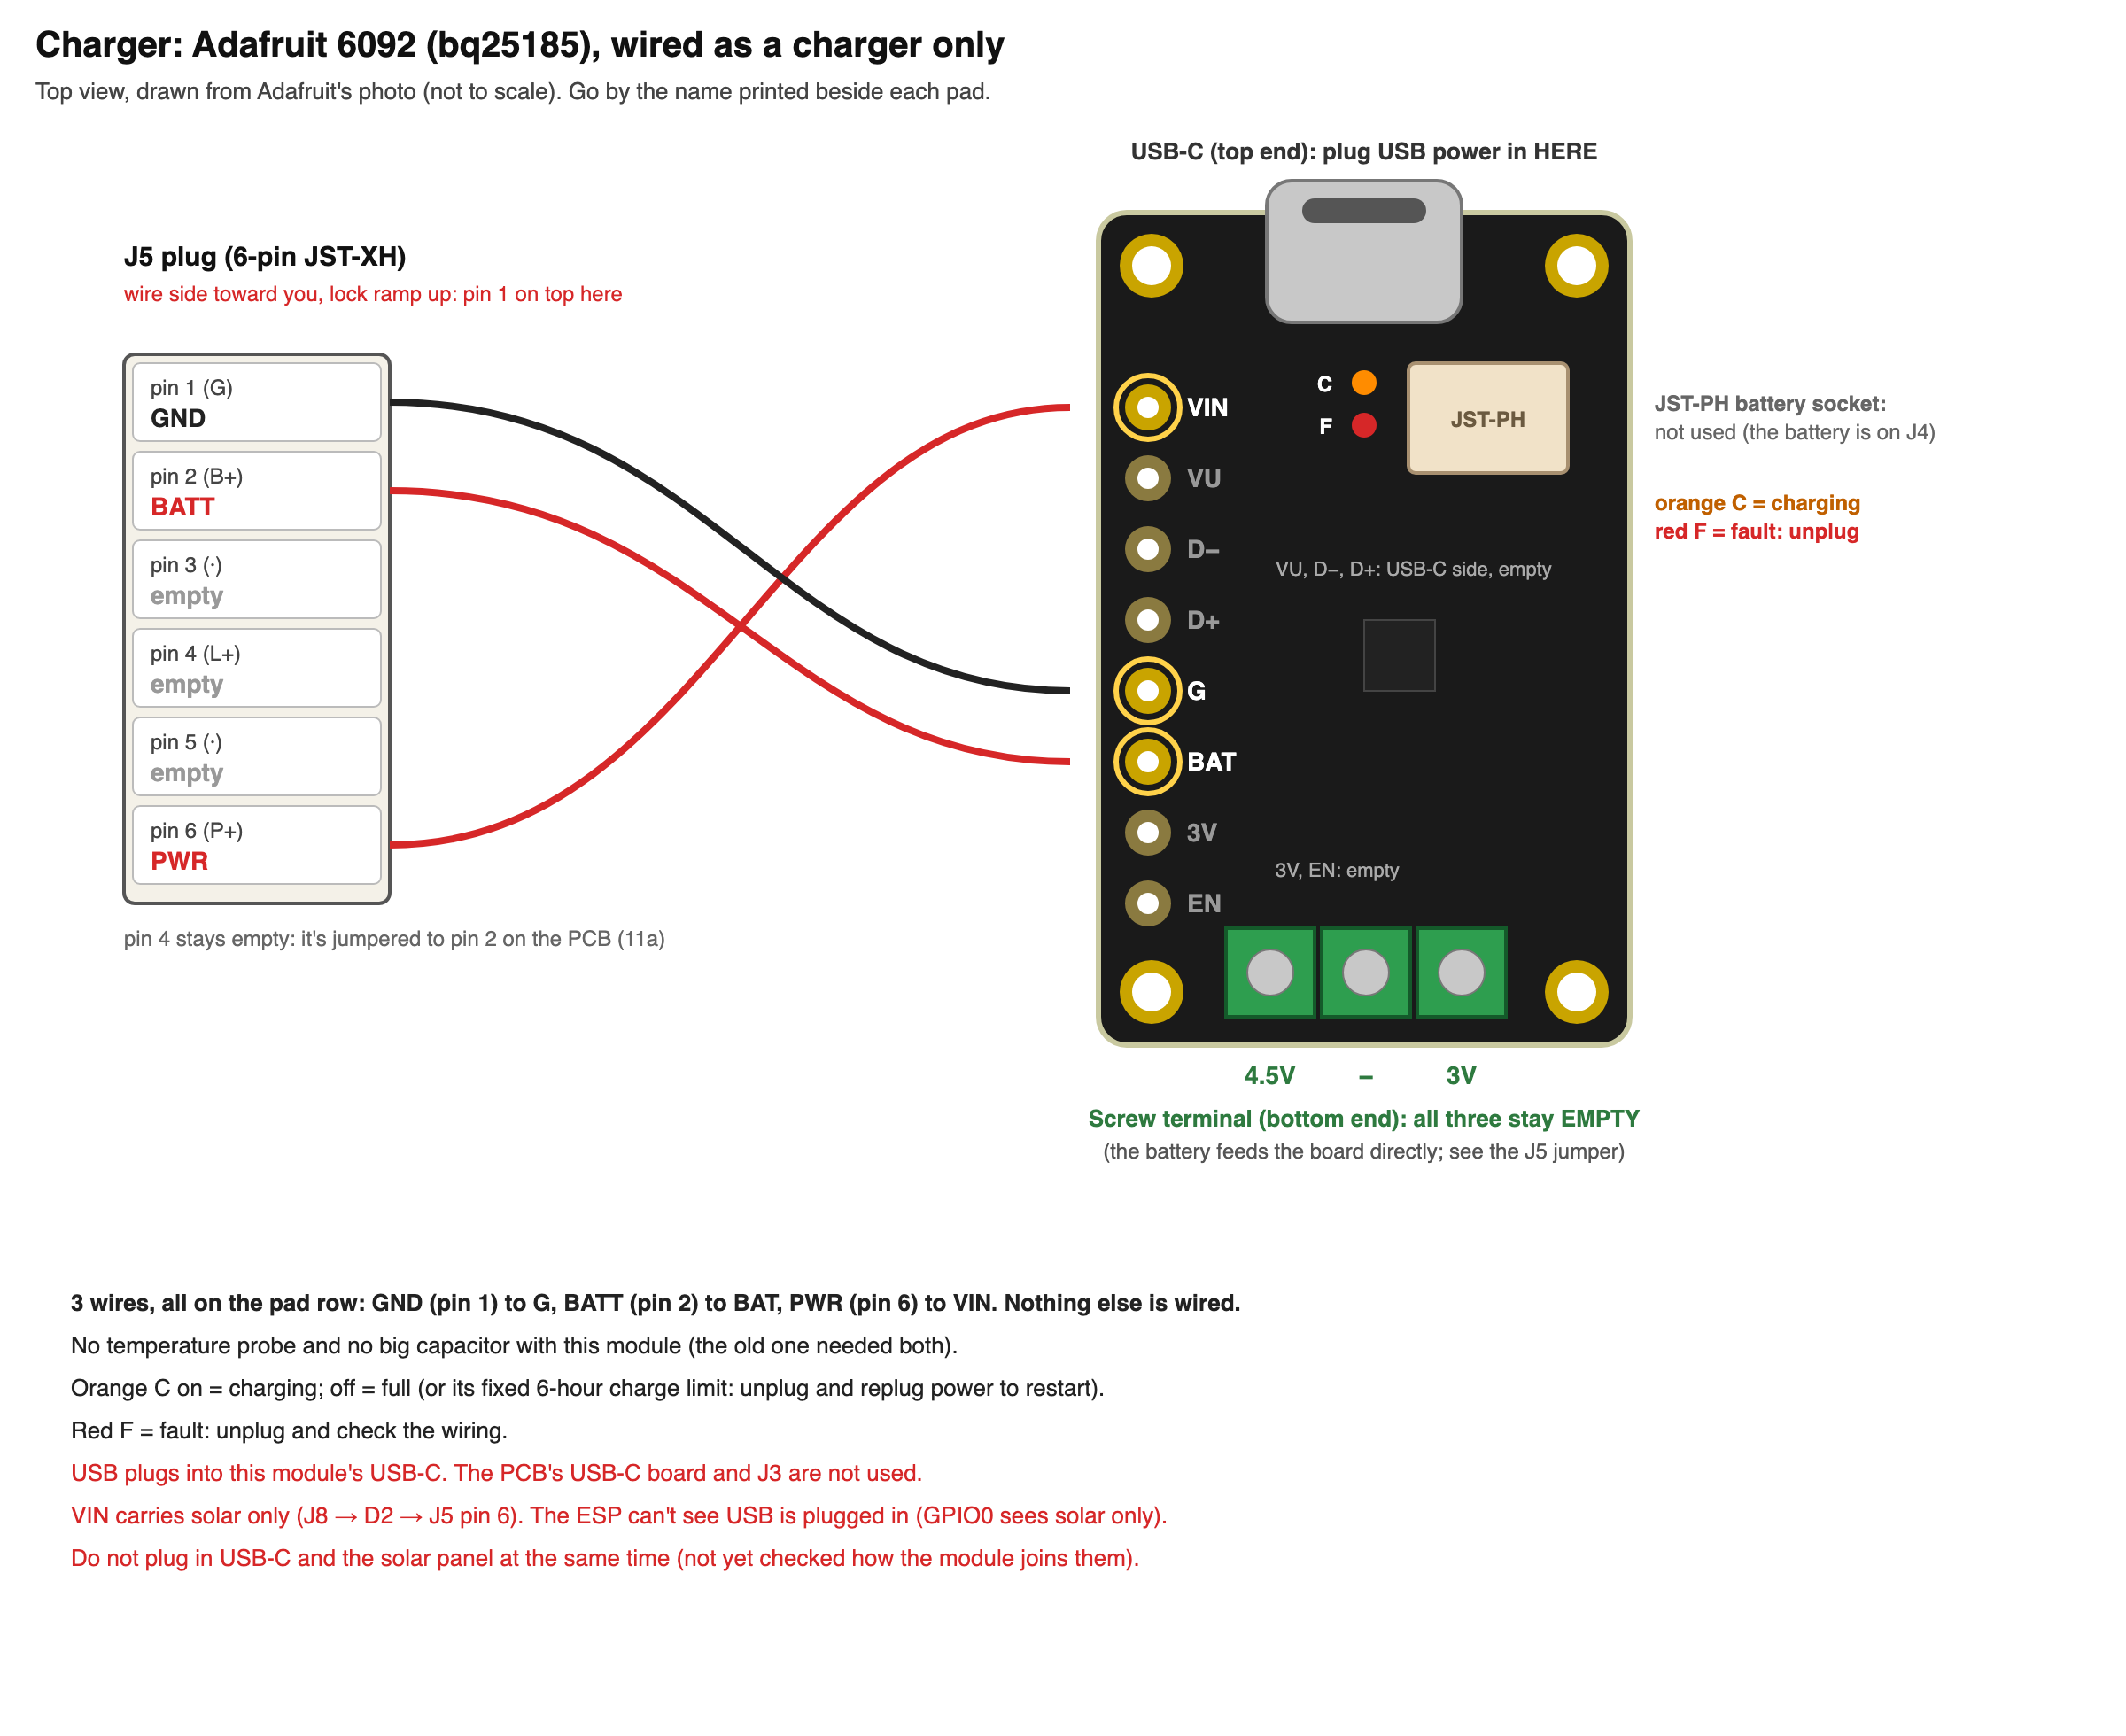 Charger: Adafruit 6092 (bq25185), wired as a charger only
Top view, drawn from Adafruit's photo (not to scale). Go by the name printed beside each pad.
USB-C (top end): plug USB power in HERE
J5 plug (6-pin JST-XH)
wire side toward you, lock ramp up: pin 1 on top here
pin 1 (G)
GND
pin 2 (B+)
BATT
pin 3 (·)
empty
pin 4 (L+)
empty
pin 5 (·)
empty
pin 6 (P+)
PWR
pin 4 stays empty: it's jumpered to pin 2 on the PCB (11a)
VIN
VU
D–
D+
G
BAT
3V
EN
C
F
JST-PH
VU, D–, D+: USB-C side, empty
3V, EN: empty
JST-PH battery socket:
not used (the battery is on J4)
orange C = charging
red F = fault: unplug
4.5V – 3V
Screw terminal (bottom end): all three stay EMPTY
(the battery feeds the board directly; see the J5 jumper)
3 wires, all on the pad row: GND (pin 1) to G, BATT (pin 2) to BAT, PWR (pin 6) to VIN. Nothing else is wired.
No temperature probe and no big capacitor with this module (the old one needed both).
Orange C on = charging; off = full (or its fixed 6-hour charge limit: unplug and replug power to restart).
Red F = fault: unplug and check the wiring.
USB plugs into this module's USB-C. The PCB's USB-C board and J3 are not used.
VIN carries solar only (J8 → D2 → J5 pin 6). The ESP can't see USB is plugged in (GPIO0 sees solar only).
Do not plug in USB-C and the solar panel at the same time (not yet checked how the module joins them).